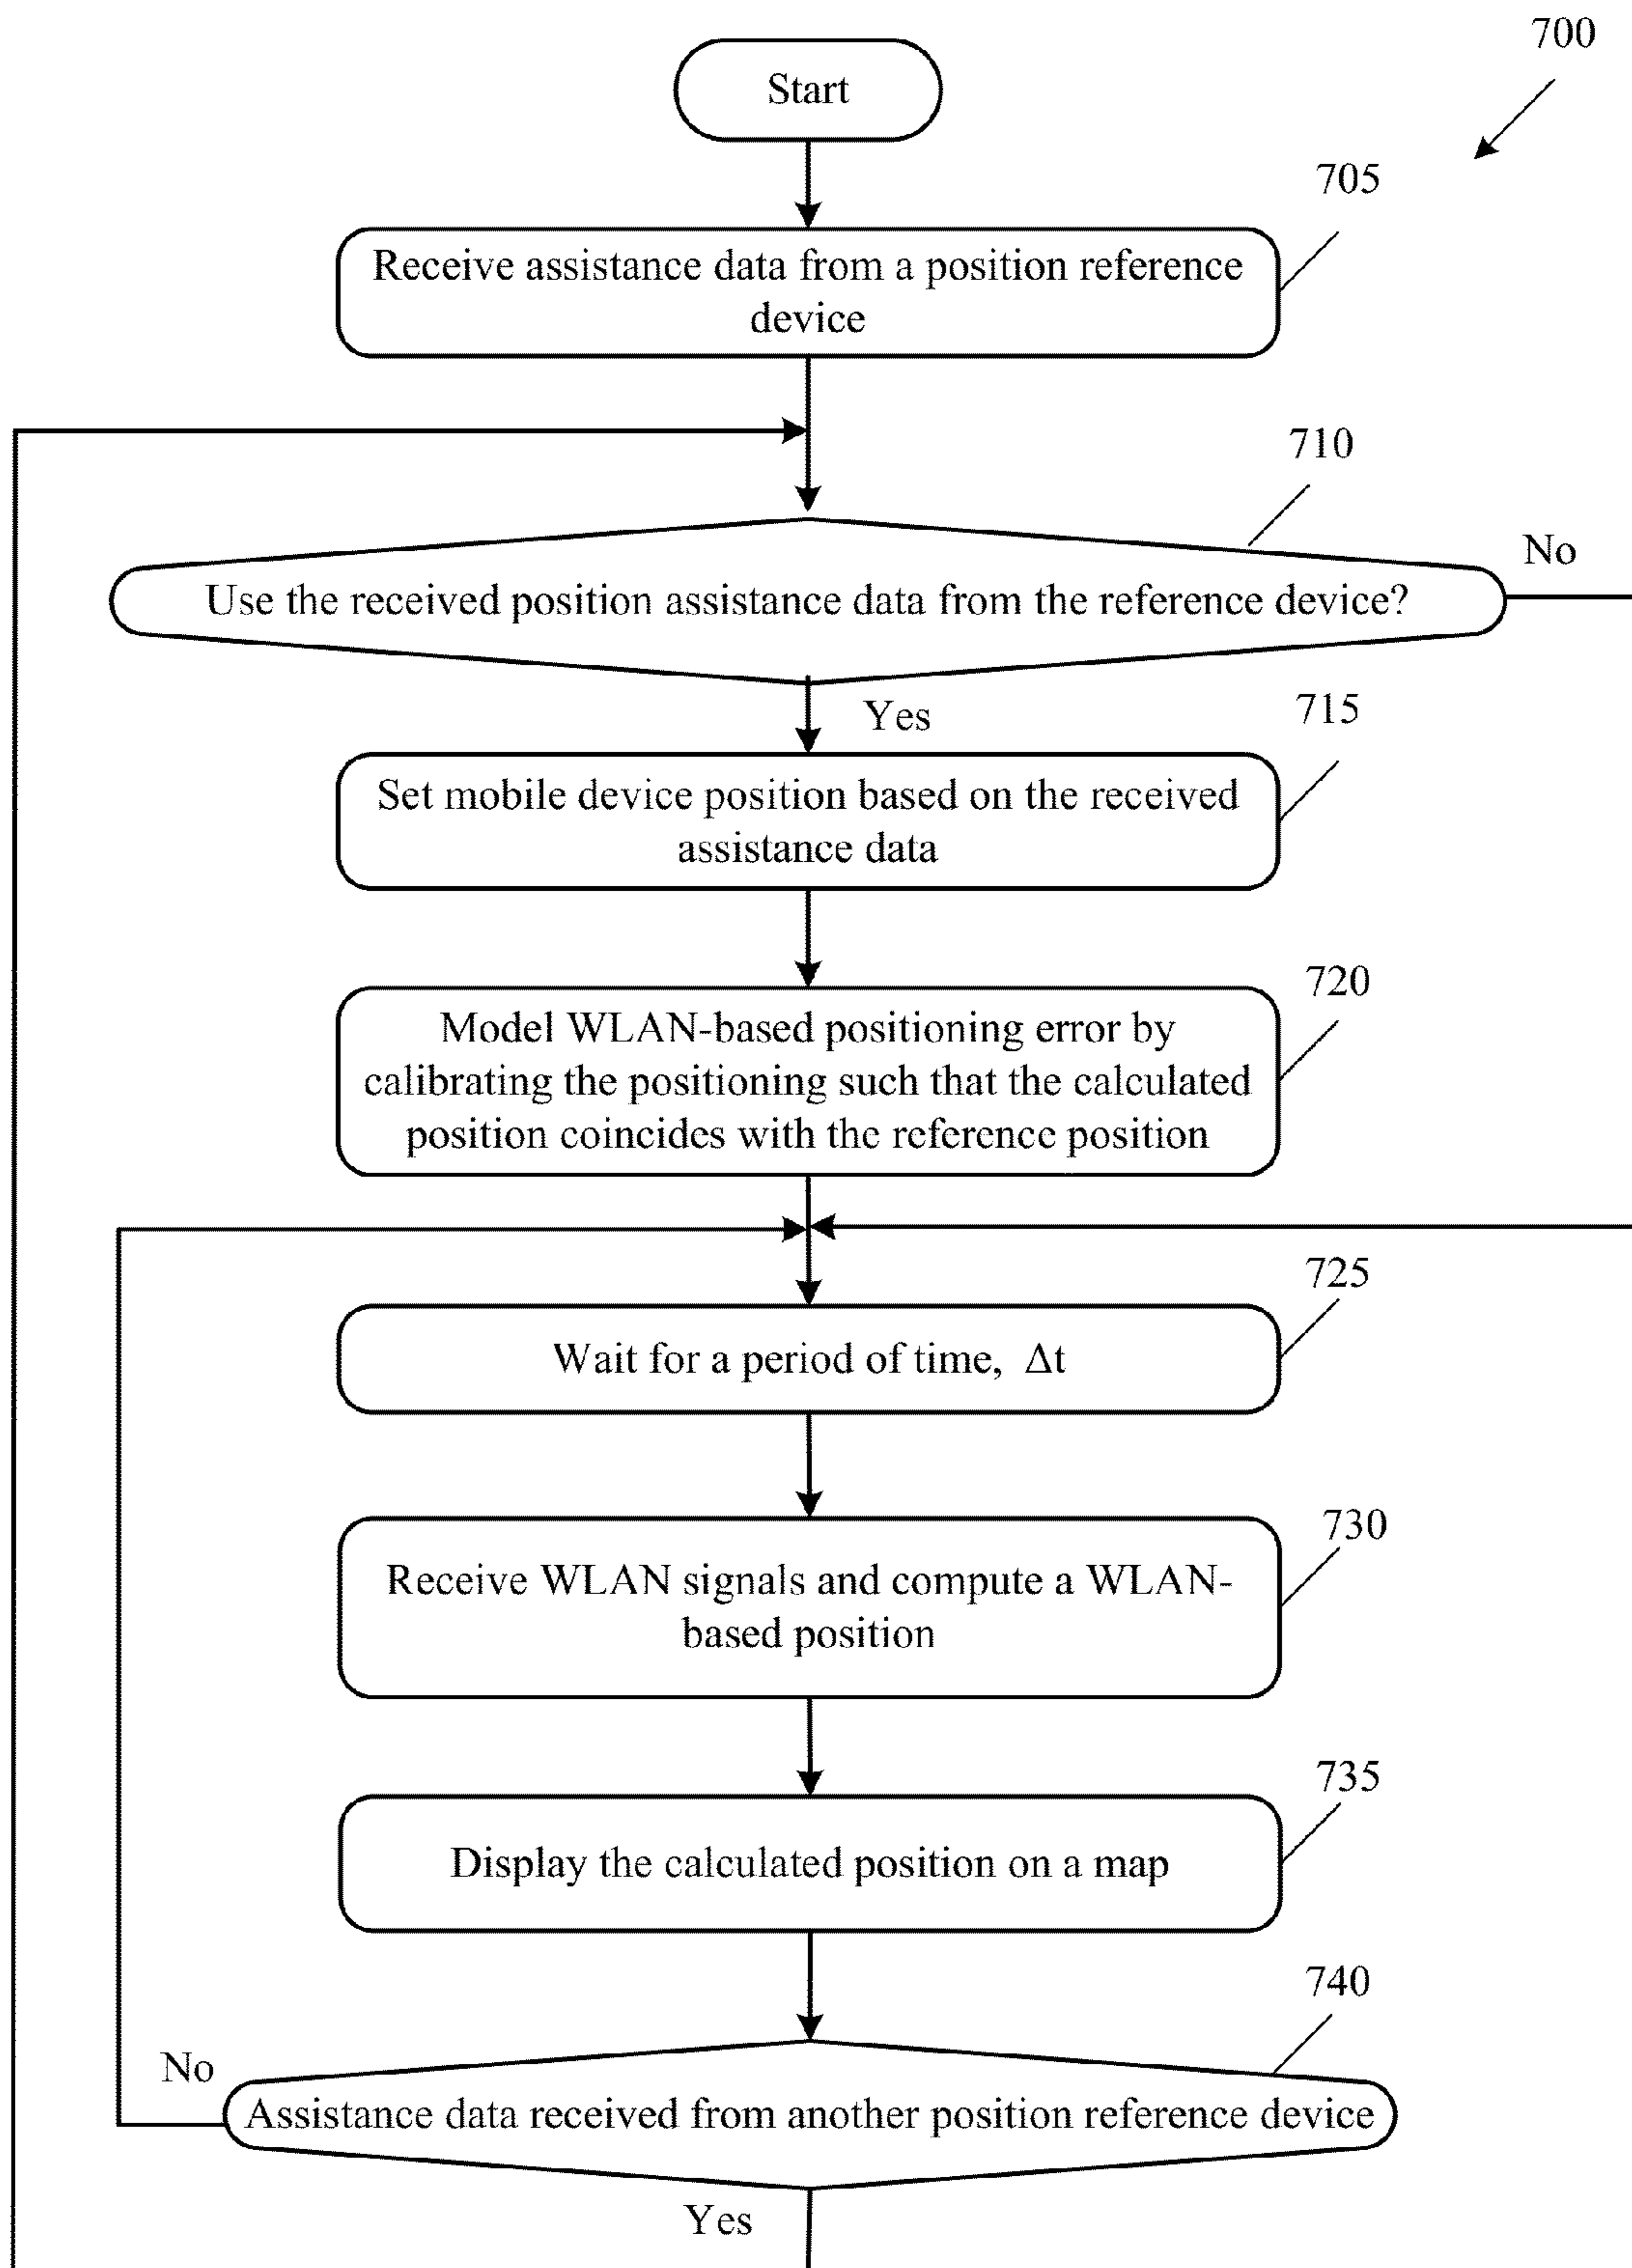 700
Start
705
Receive assistance data from a position reference
device
710
No
Use the received position assistance data from the reference device?
Yes
715
Set mobile device position based on the received
assistance data
720
Model WLAN-based positioning error by
calibrating the positioning such that the calculated
position coincides with the reference position
725
Wait for a period of time, Δt
730
Receive WLAN signals and compute a WLAN-
based position
735
Display the calculated position on a map
740
No
Assistance data received from another position reference device
Yes